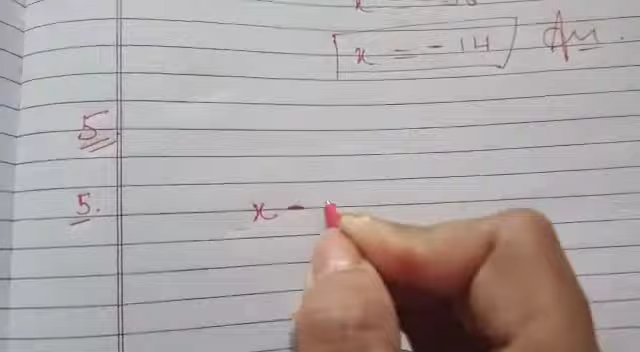 x = - 14 Ans.
5
5. x -